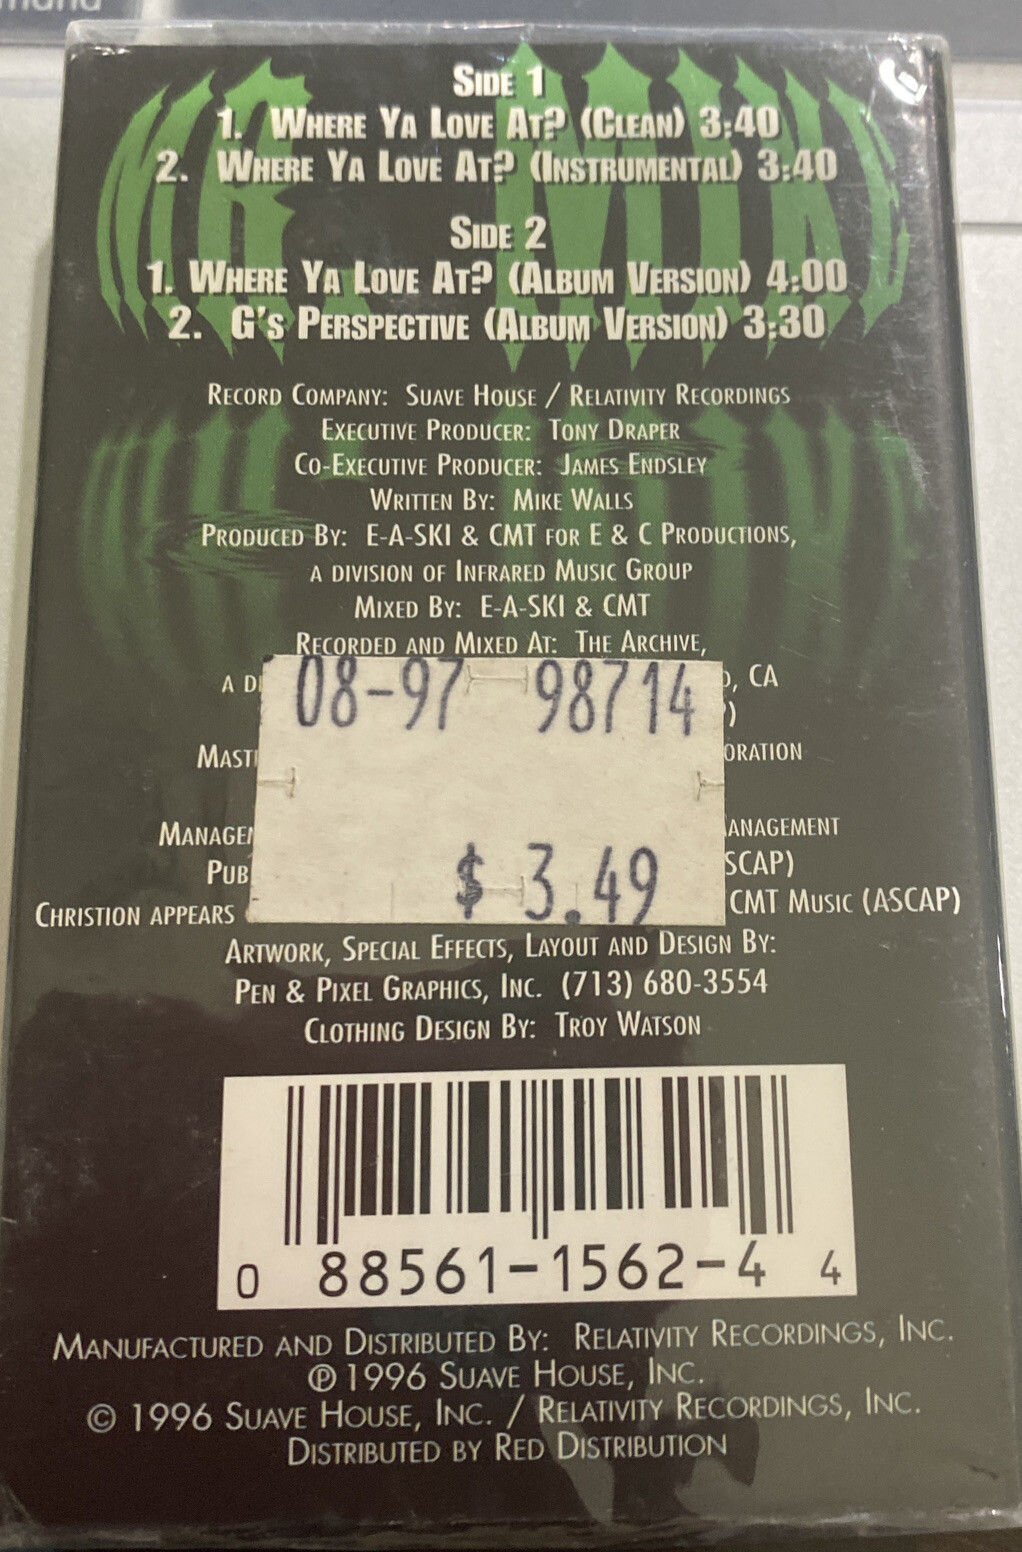 Side 1
1. Where Ya Love At? (Clean) 3:40
2. Where Ya Love At? (Instrumental) 3:40
Side 2
1. Where Ya Love At? (Album Version) 4:00
2. G's Perspective (Album Version) 3:30
Record Company: Suave House / Relativity Recordings
Executive Producer: Tony Draper
Co-Executive Producer: James Endsley
Written By: Mike Walls
Produced By: E-A-SKI & CMT for E & C Productions,
a division of Infrared Music Group
Mixed By: E-A-SKI & CMT
Recorded and Mixed At: The Archive,
a , CA
08-97 98714
$ 3.49
CMT Music (ASCAP)
Christion appears
Artwork, Special Effects, Layout and Design By:
Pen & Pixel Graphics, Inc. (713) 680-3554
Clothing Design By: Troy Watson
0 88561-1562-4 4
Manufactured and Distributed By: Relativity Recordings, Inc.
℗ 1996 Suave House, Inc.
© 1996 Suave House, Inc. / Relativity Recordings, Inc.
Distributed by Red Distribution